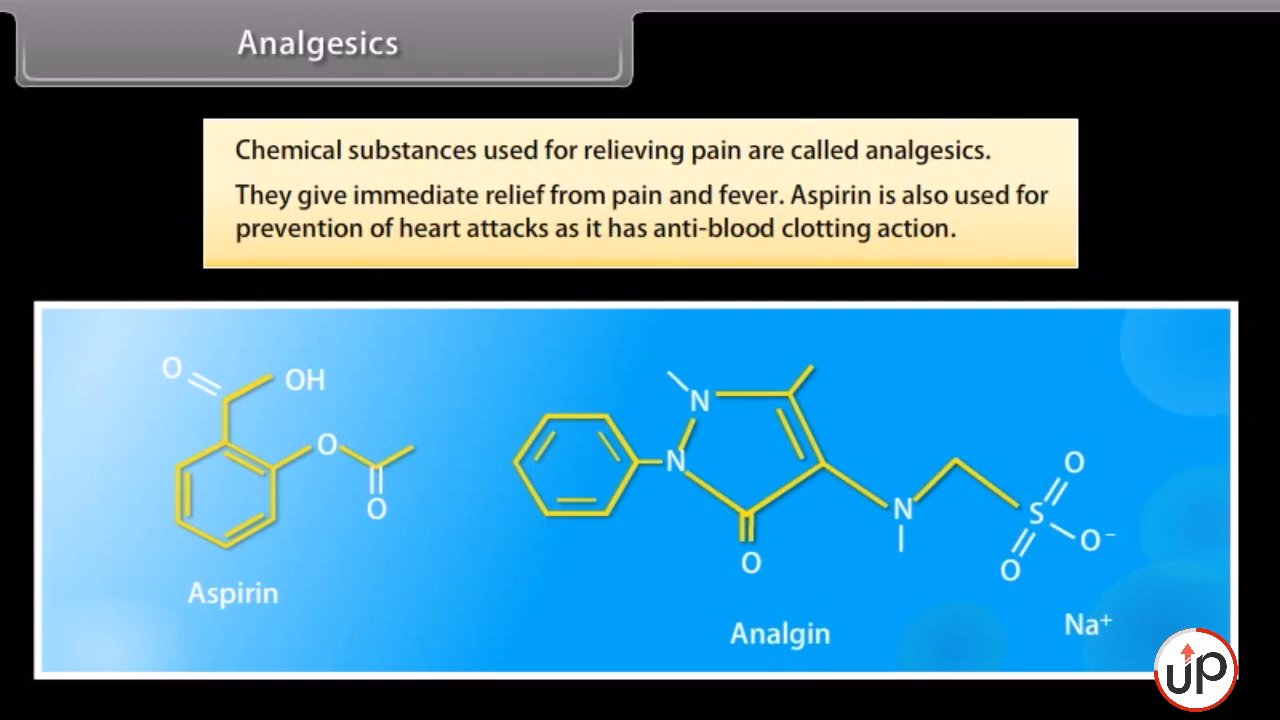 Analgesics
Chemical substances used for relieving pain are called analgesics.
They give immediate relief from pain and fever. Aspirin is also used for
prevention of heart attacks as it has anti-blood clotting action.
O
OH
O
O
Aspirin
N
N
O
N
S
O
O⁻
O
Na⁺
Analgin
UP